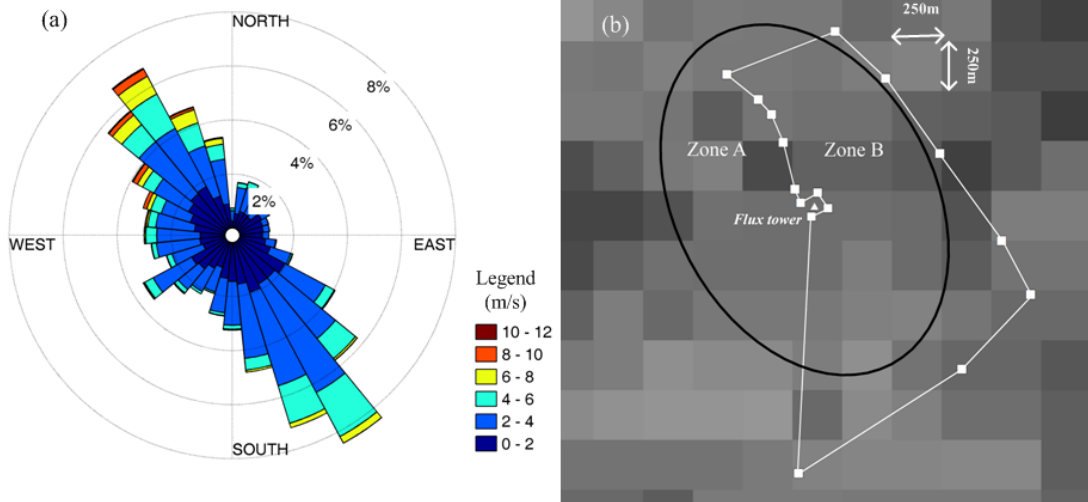 (a)
NORTH
8%
6%
4%
2%
WEST
EAST
SOUTH
Legend
(m/s)
10 - 12
8 - 10
6 - 8
4 - 6
2 - 4
0 - 2
(b)
250m
250m
Zone A
Zone B
Flux tower